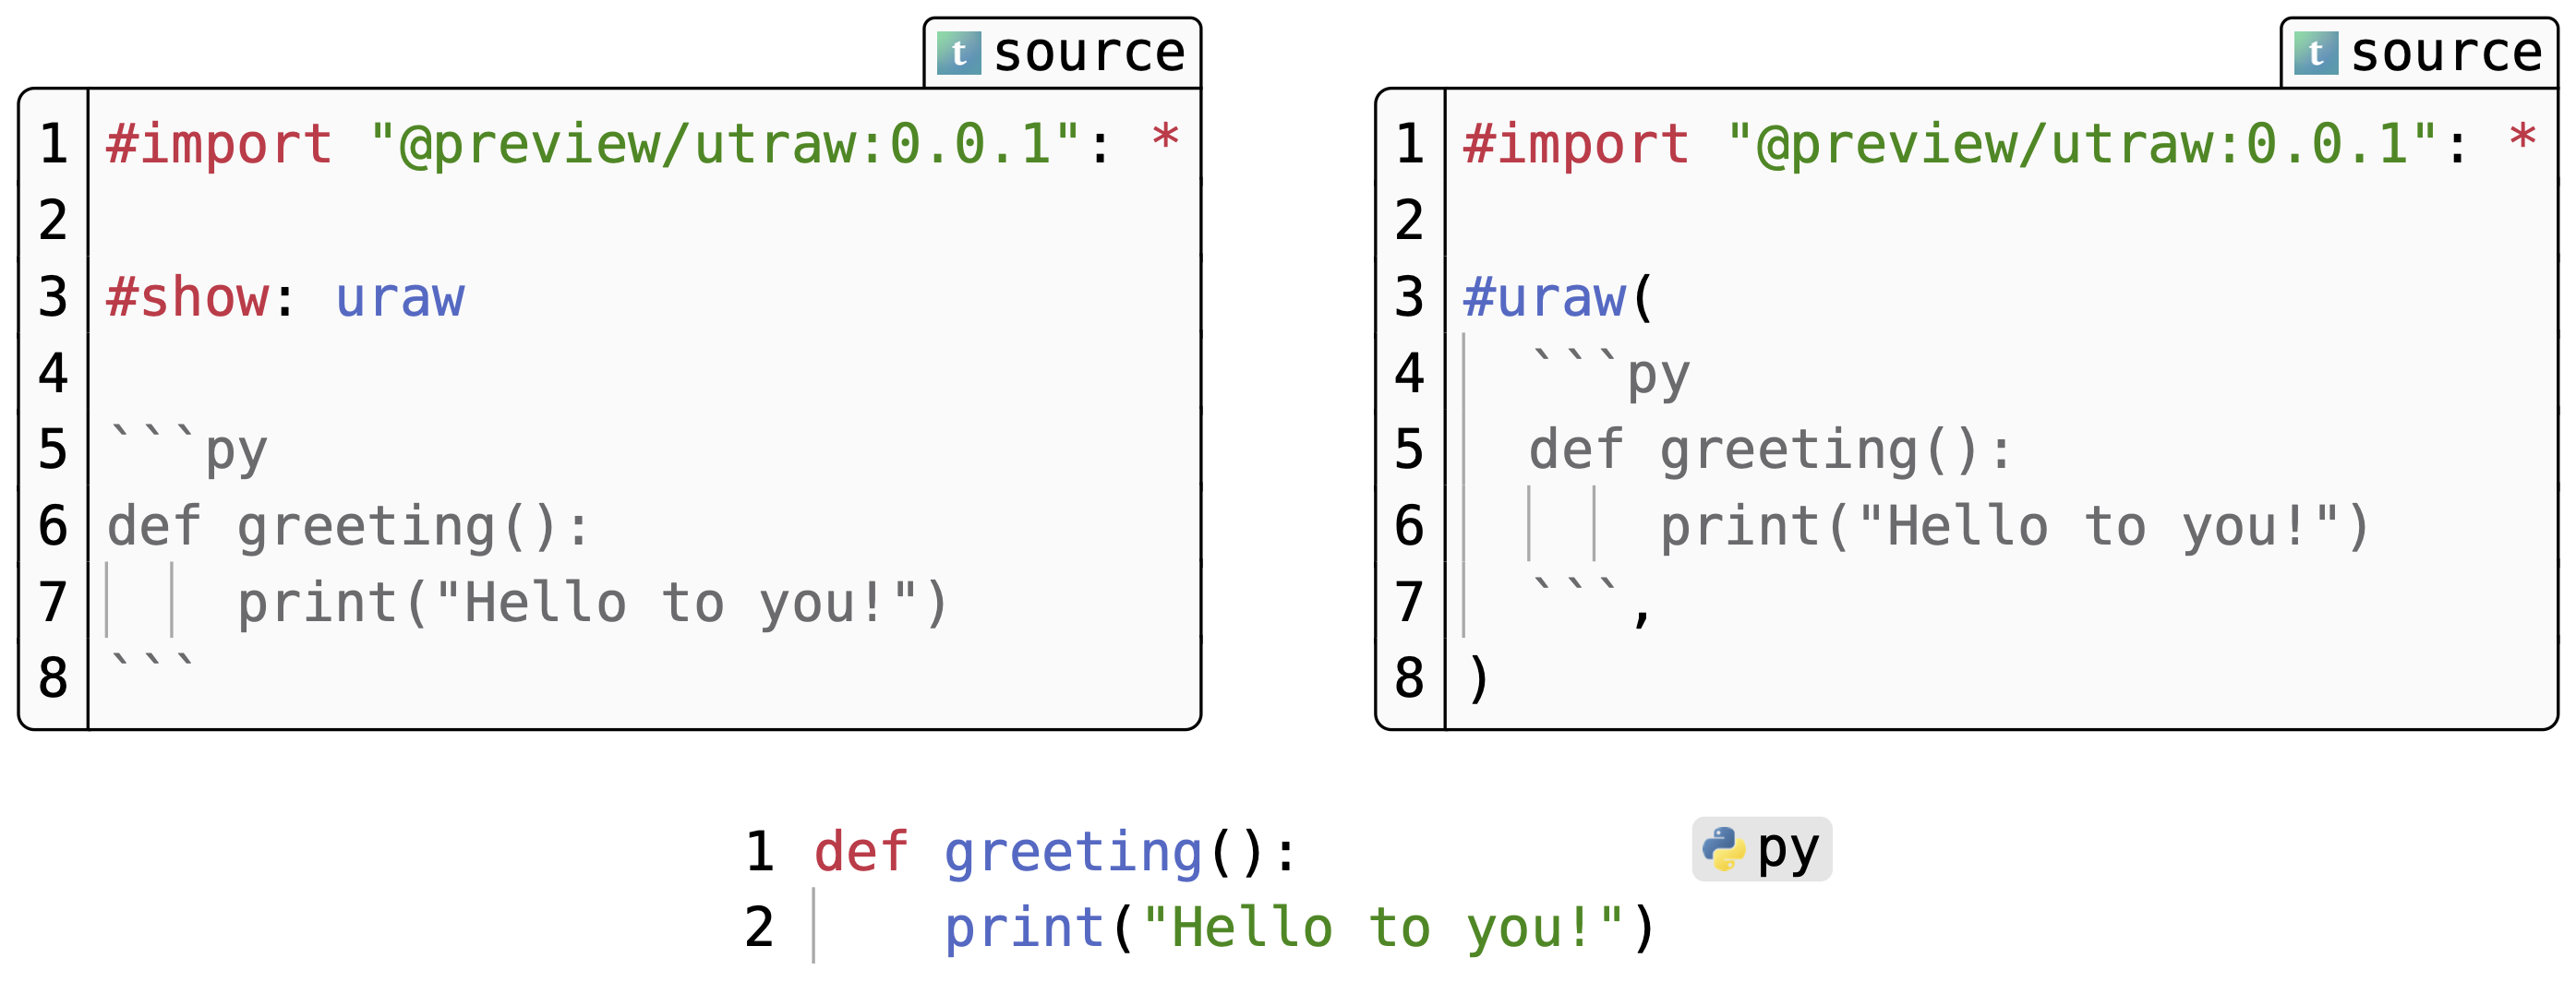 t source
1 #import "@preview/utraw:0.0.1": *
2
3 #show: uraw
4
5 ```py
6 def greeting():
7     print("Hello to you!")
8 ```
t source
1 #import "@preview/utraw:0.0.1": *
2
3 #uraw(
4   ```py
5   def greeting():
6       print("Hello to you!")
7   ```,
8 )
1 def greeting():
py
2     print("Hello to you!")